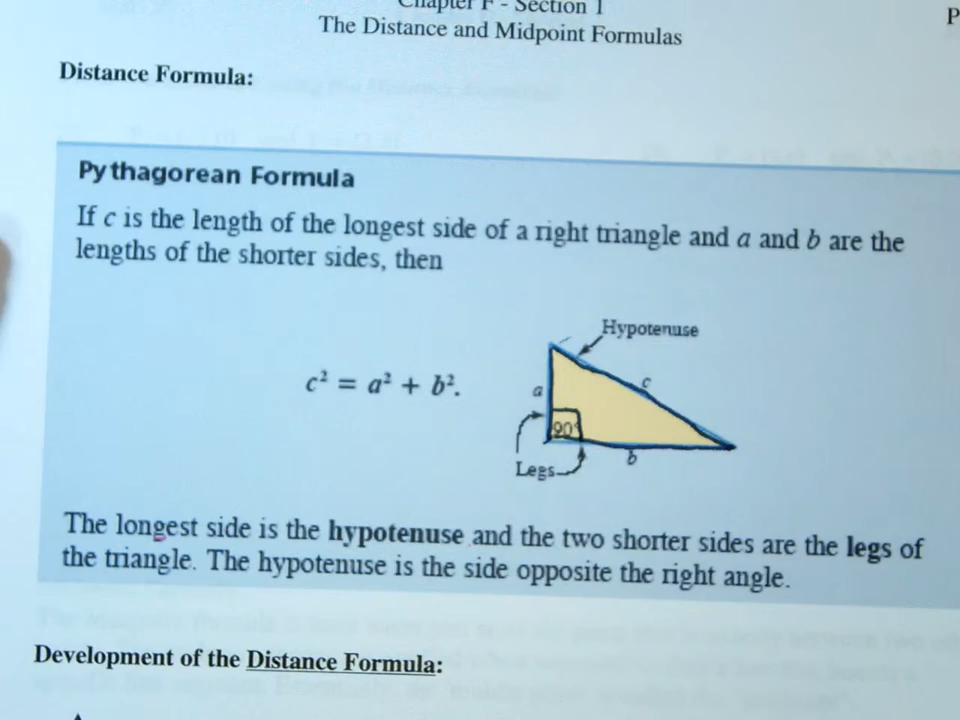 Chapter F - Section 1
The Distance and Midpoint Formulas
P
Distance Formula:
Pythagorean Formula
If c is the length of the longest side of a right triangle and a and b are the
lengths of the shorter sides, then
Hypotenuse
c² = a² + b².
a
c
90°
b
Legs
The longest side is the hypotenuse and the two shorter sides are the legs of
the triangle. The hypotenuse is the side opposite the right angle.
Development of the Distance Formula: